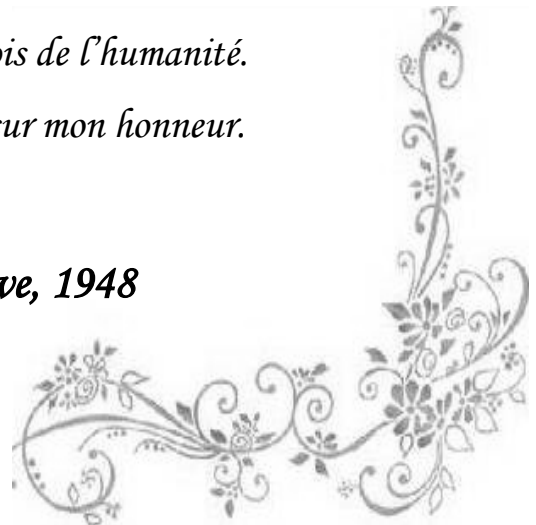 ois de l’humanité.
ur mon honneur.
ve, 1948